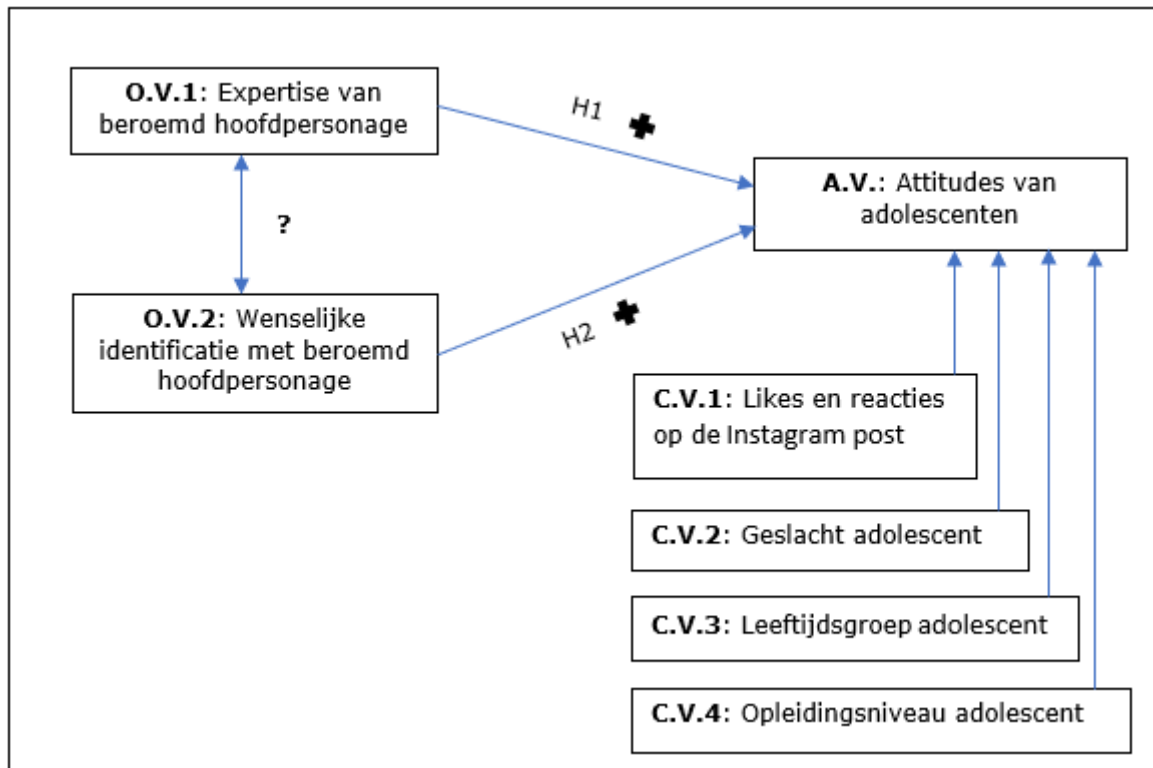 O.V.1: Expertise van
beroemd hoofdpersonage
H1
A.V.: Attitudes van
adolescenten
?
O.V.2: Wenselijke
identificatie met beroemd
hoofdpersonage
H2
C.V.1: Likes en reacties
op de Instagram post
C.V.2: Geslacht adolescent
C.V.3: Leeftijdsgroep adolescent
C.V.4: Opleidingsniveau adolescent